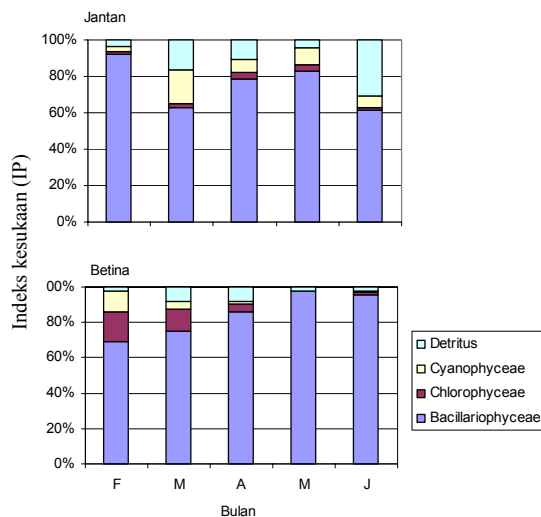 Jantan
100%
80%
60%
40%
20%
0%
Indeks kesukaan (IP)
Betina
00%
80%
60%
40%
20%
0%
F M A M J
Bulan
Detritus
Cyanophyceae
Chlorophyceae
Bacillariophyceae